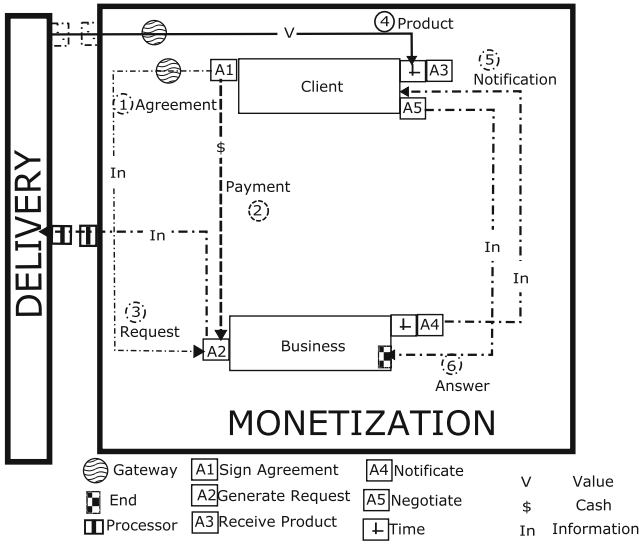 ④ Product
V
A1
Client
A3
⑤
Notification
① Agreement
A5
$
In
Payment
②
DELIVERY
In
In
In
③
Request
A4
A2
Business
⑥
Answer
MONETIZATION
Gateway
A1 Sign Agreement
A4 Notificate
V Value
End
A2 Generate Request
A5 Negotiate
$ Cash
Processor
A3 Receive Product
Time
In Information